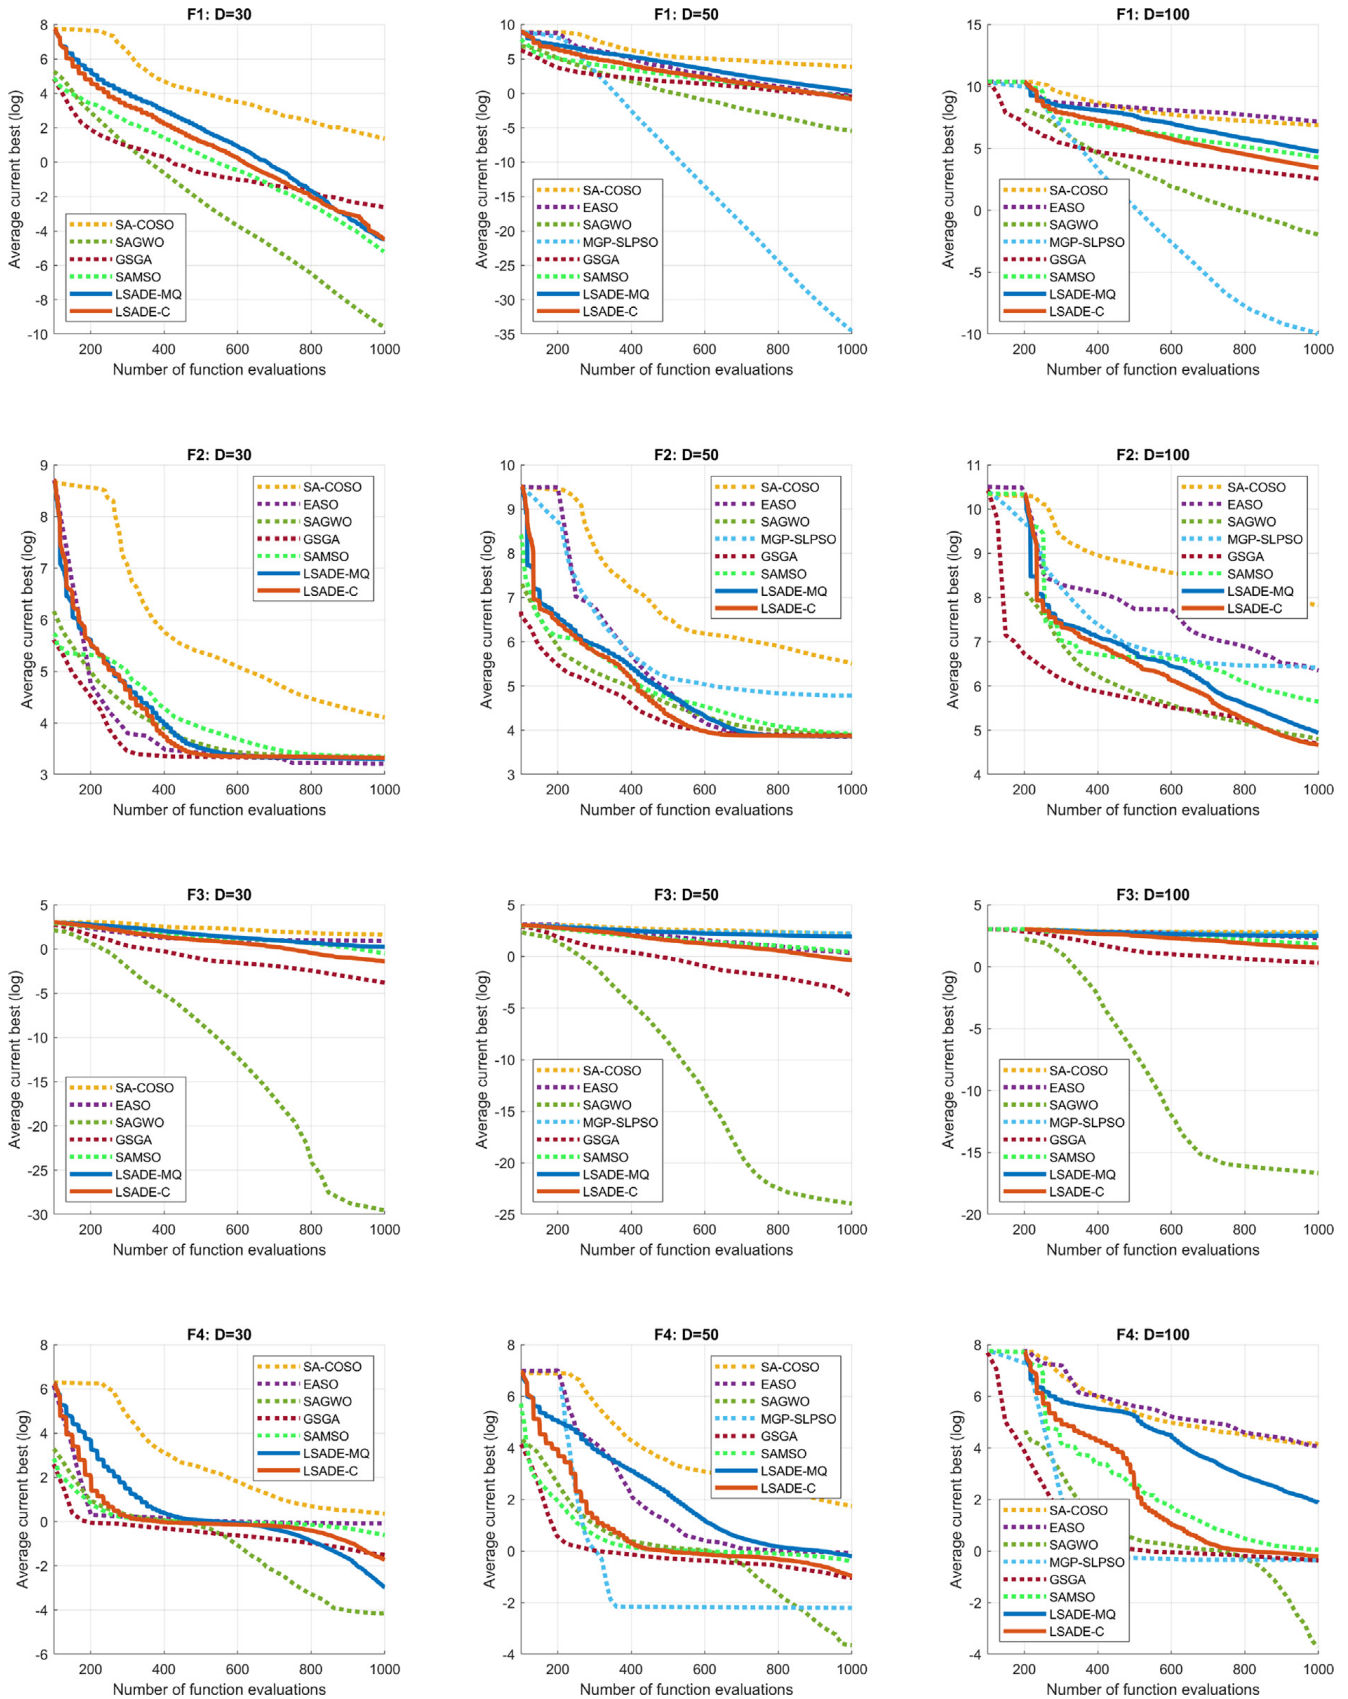 F1: D=30
Average current best (log)
8
6
4
2
0
-2
-4
-6
-8
-10
SA-COSO
SAGWO
GSGA
SAMSO
LSADE-MQ
LSADE-C
200 400 600 800 1000
Number of function evaluations
F1: D=50
Average current best (log)
10
5
0
-5
-10
-15
-20
-25
-30
-35
SA-COSO
EASO
SAGWO
MGP-SLPSO
GSGA
SAMSO
LSADE-MQ
LSADE-C
200 400 600 800 1000
Number of function evaluations
F1: D=100
Average current best (log)
15
10
5
0
-5
-10
SA-COSO
EASO
SAGWO
MGP-SLPSO
GSGA
SAMSO
LSADE-MQ
LSADE-C
200 400 600 800 1000
Number of function evaluations
F2: D=30
Average current best (log)
9
8
7
6
5
4
3
SA-COSO
EASO
SAGWO
GSGA
SAMSO
LSADE-MQ
LSADE-C
200 400 600 800 1000
Number of function evaluations
F2: D=50
Average current best (log)
10
9
8
7
6
5
4
3
SA-COSO
EASO
SAGWO
MGP-SLPSO
GSGA
SAMSO
LSADE-MQ
LSADE-C
200 400 600 800 1000
Number of function evaluations
F2: D=100
Average current best (log)
11
10
9
8
7
6
5
4
SA-COSO
EASO
SAGWO
MGP-SLPSO
GSGA
SAMSO
LSADE-MQ
LSADE-C
200 400 600 800 1000
Number of function evaluations
F3: D=30
Average current best (log)
5
0
-5
-10
-15
-20
-25
-30
SA-COSO
EASO
SAGWO
GSGA
SAMSO
LSADE-MQ
LSADE-C
200 400 600 800 1000
Number of function evaluations
F3: D=50
Average current best (log)
5
0
-5
-10
-15
-20
-25
SA-COSO
EASO
SAGWO
MGP-SLPSO
GSGA
SAMSO
LSADE-MQ
LSADE-C
200 400 600 800 1000
Number of function evaluations
F3: D=100
Average current best (log)
5
0
-5
-10
-15
-20
SA-COSO
EASO
SAGWO
MGP-SLPSO
GSGA
SAMSO
LSADE-MQ
LSADE-C
200 400 600 800 1000
Number of function evaluations
F4: D=30
Average current best (log)
8
6
4
2
0
-2
-4
-6
SA-COSO
EASO
SAGWO
GSGA
SAMSO
LSADE-MQ
LSADE-C
200 400 600 800 1000
Number of function evaluations
F4: D=50
Average current best (log)
8
6
4
2
0
-2
-4
SA-COSO
EASO
SAGWO
MGP-SLPSO
GSGA
SAMSO
LSADE-MQ
LSADE-C
200 400 600 800 1000
Number of function evaluations
F4: D=100
Average current best (log)
8
6
4
2
0
-2
-4
SA-COSO
EASO
SAGWO
MGP-SLPSO
GSGA
SAMSO
LSADE-MQ
LSADE-C
200 400 600 800 1000
Number of function evaluations